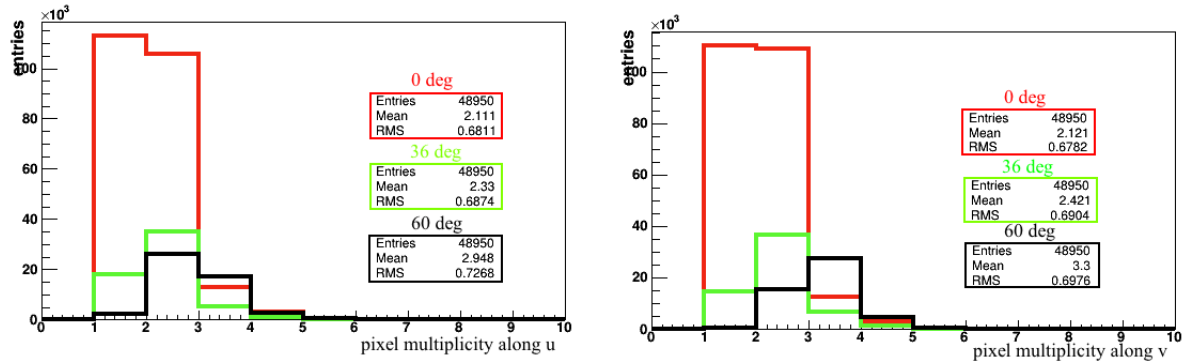 ×10³
entries
100
80
60
40
20
0
0 1 2 3 4 5 6 7 8 9 10
pixel multiplicity along u
0 deg
Entries 48950
Mean 2.111
RMS 0.6811
36 deg
Entries 48950
Mean 2.33
RMS 0.6874
60 deg
Entries 48950
Mean 2.948
RMS 0.7268
×10³
entries
100
80
60
40
20
0
0 1 2 3 4 5 6 7 8 9 10
pixel multiplicity along v
0 deg
Entries 48950
Mean 2.121
RMS 0.6782
36 deg
Entries 48950
Mean 2.421
RMS 0.6904
60 deg
Entries 48950
Mean 3.3
RMS 0.6976